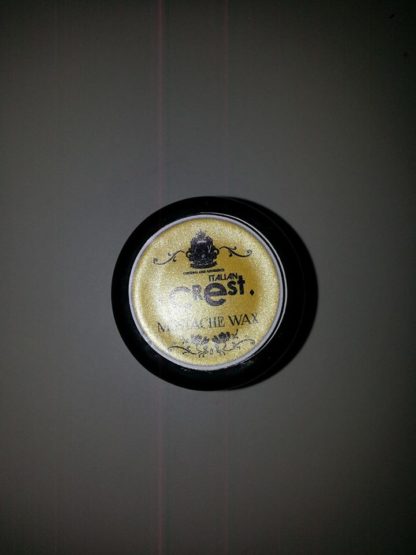 ITALIAN
CRest.
MUSTACHE WAX